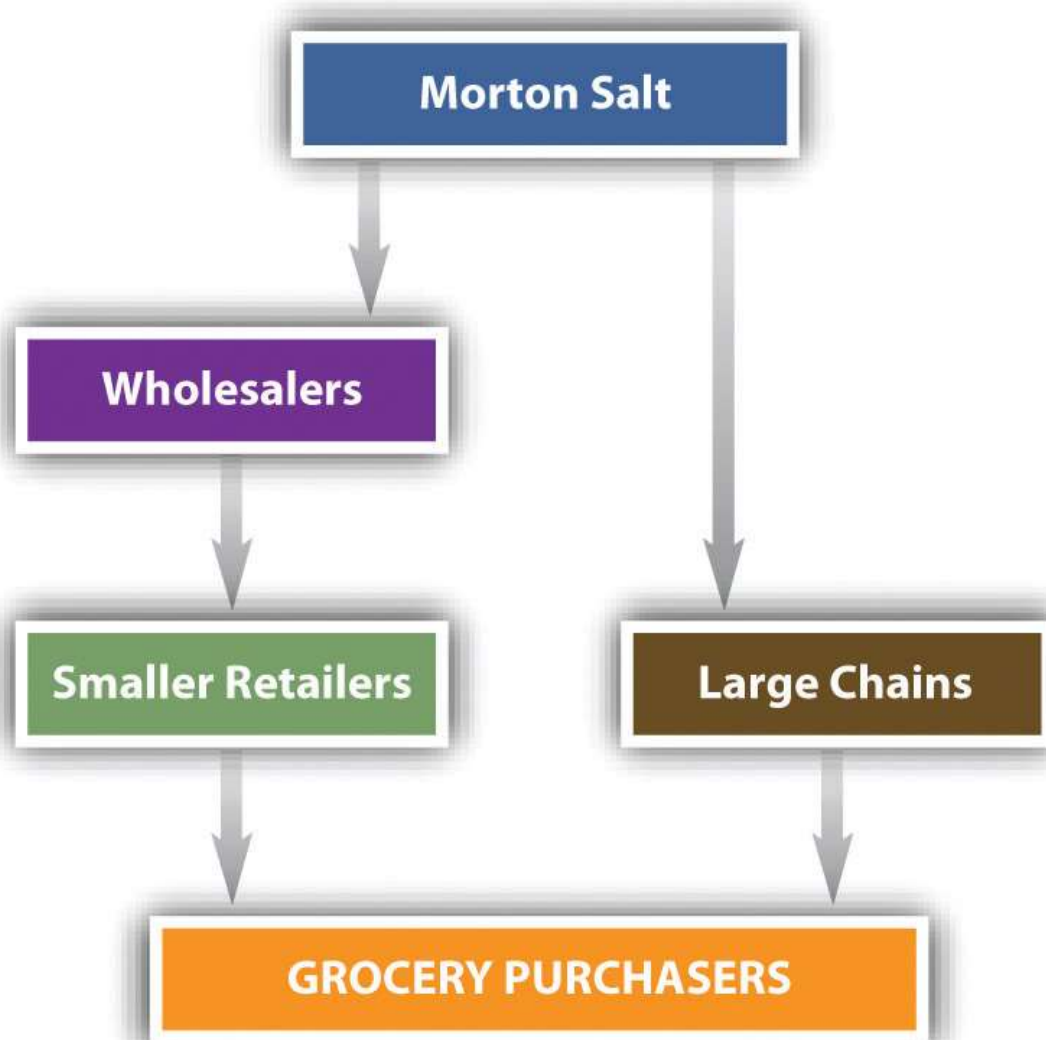 Morton Salt
Wholesalers
Smaller Retailers
Large Chains
GROCERY PURCHASERS